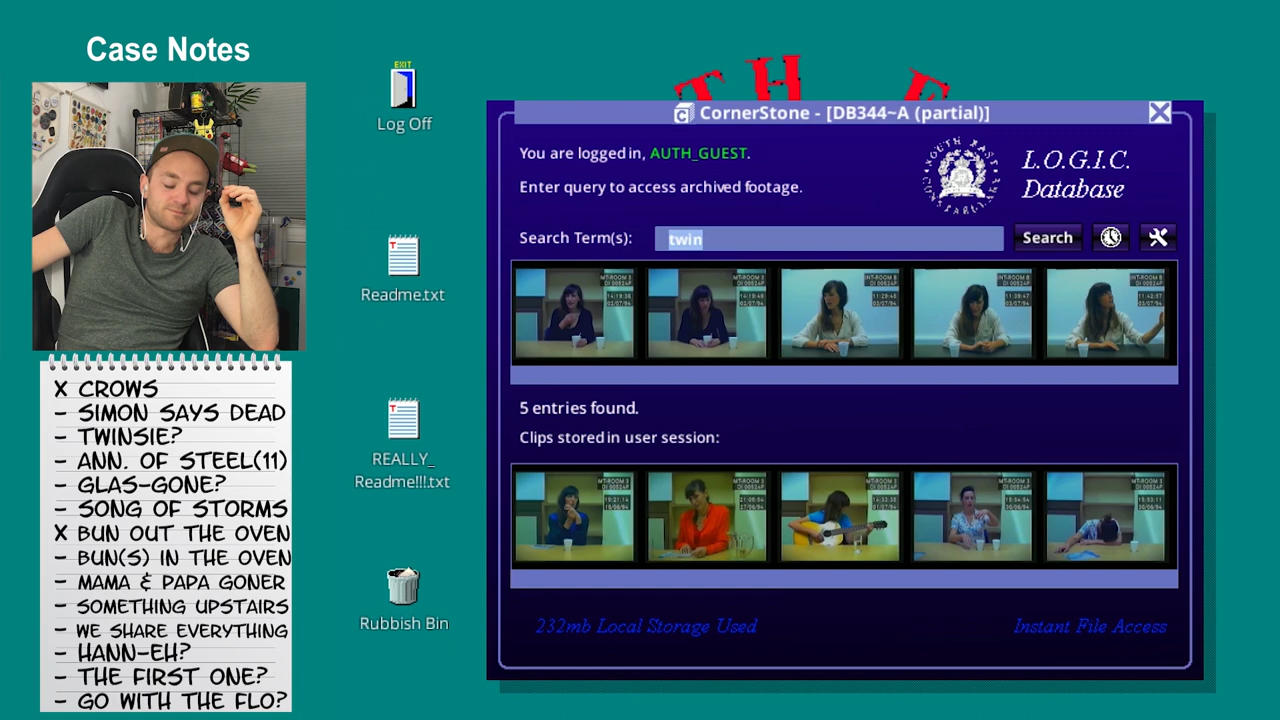 Case Notes
X CROWS
- SIMON SAYS DEAD
- TWINSIE?
- ANN. OF STEEL(11)
- GLAS-GONE?
- SONG OF STORMS
X BUN OUT THE OVEN
- BUN(S) IN THE OVEN
- MAMA & PAPA GONER
- SOMETHING UPSTAIRS
- WE SHARE EVERYTHING
- HANN-EH?
- THE FIRST ONE?
- GO WITH THE FLO?
EXIT
Log Off
Readme.txt
REALLY_
Readme!!!.txt
Rubbish Bin
THE
CornerStone - [DB344~A (partial)]
You are logged in, AUTH_GUEST.
Enter query to access archived footage.
L.O.G.I.C.
Database
Search Term(s):
twin
Search
5 entries found.
Clips stored in user session:
232mb Local Storage Used
Instant File Access